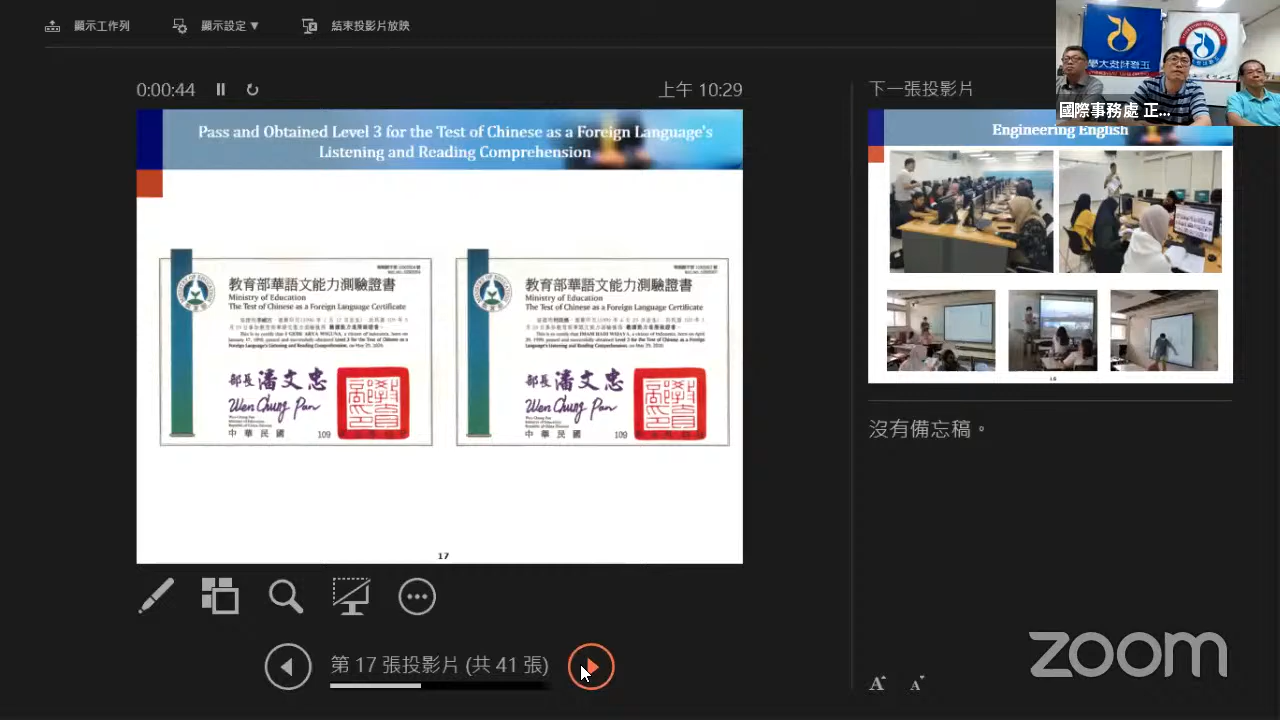 顯示工作列
顯示設定 ▼
結束投影片放映
0:00:44
上午 10:29
下一張投影片
國際事務處 正...
Pass and Obtained Level 3 for the Test of Chinese as a Foreign Language's
Listening and Reading Comprehension
教育部華語文能力測驗證書
Ministry of Education
The Test of Chinese as a Foreign Language Certificate
部長 潘文忠
Wen Chung Pan
中華民國 109
教育部華語文能力測驗證書
Ministry of Education
The Test of Chinese as a Foreign Language Certificate
部長 潘文忠
Wen Chung Pan
中華民國 109
17
Engineering English
18
沒有備忘稿。
第 17 張投影片 (共 41 張)
zoom